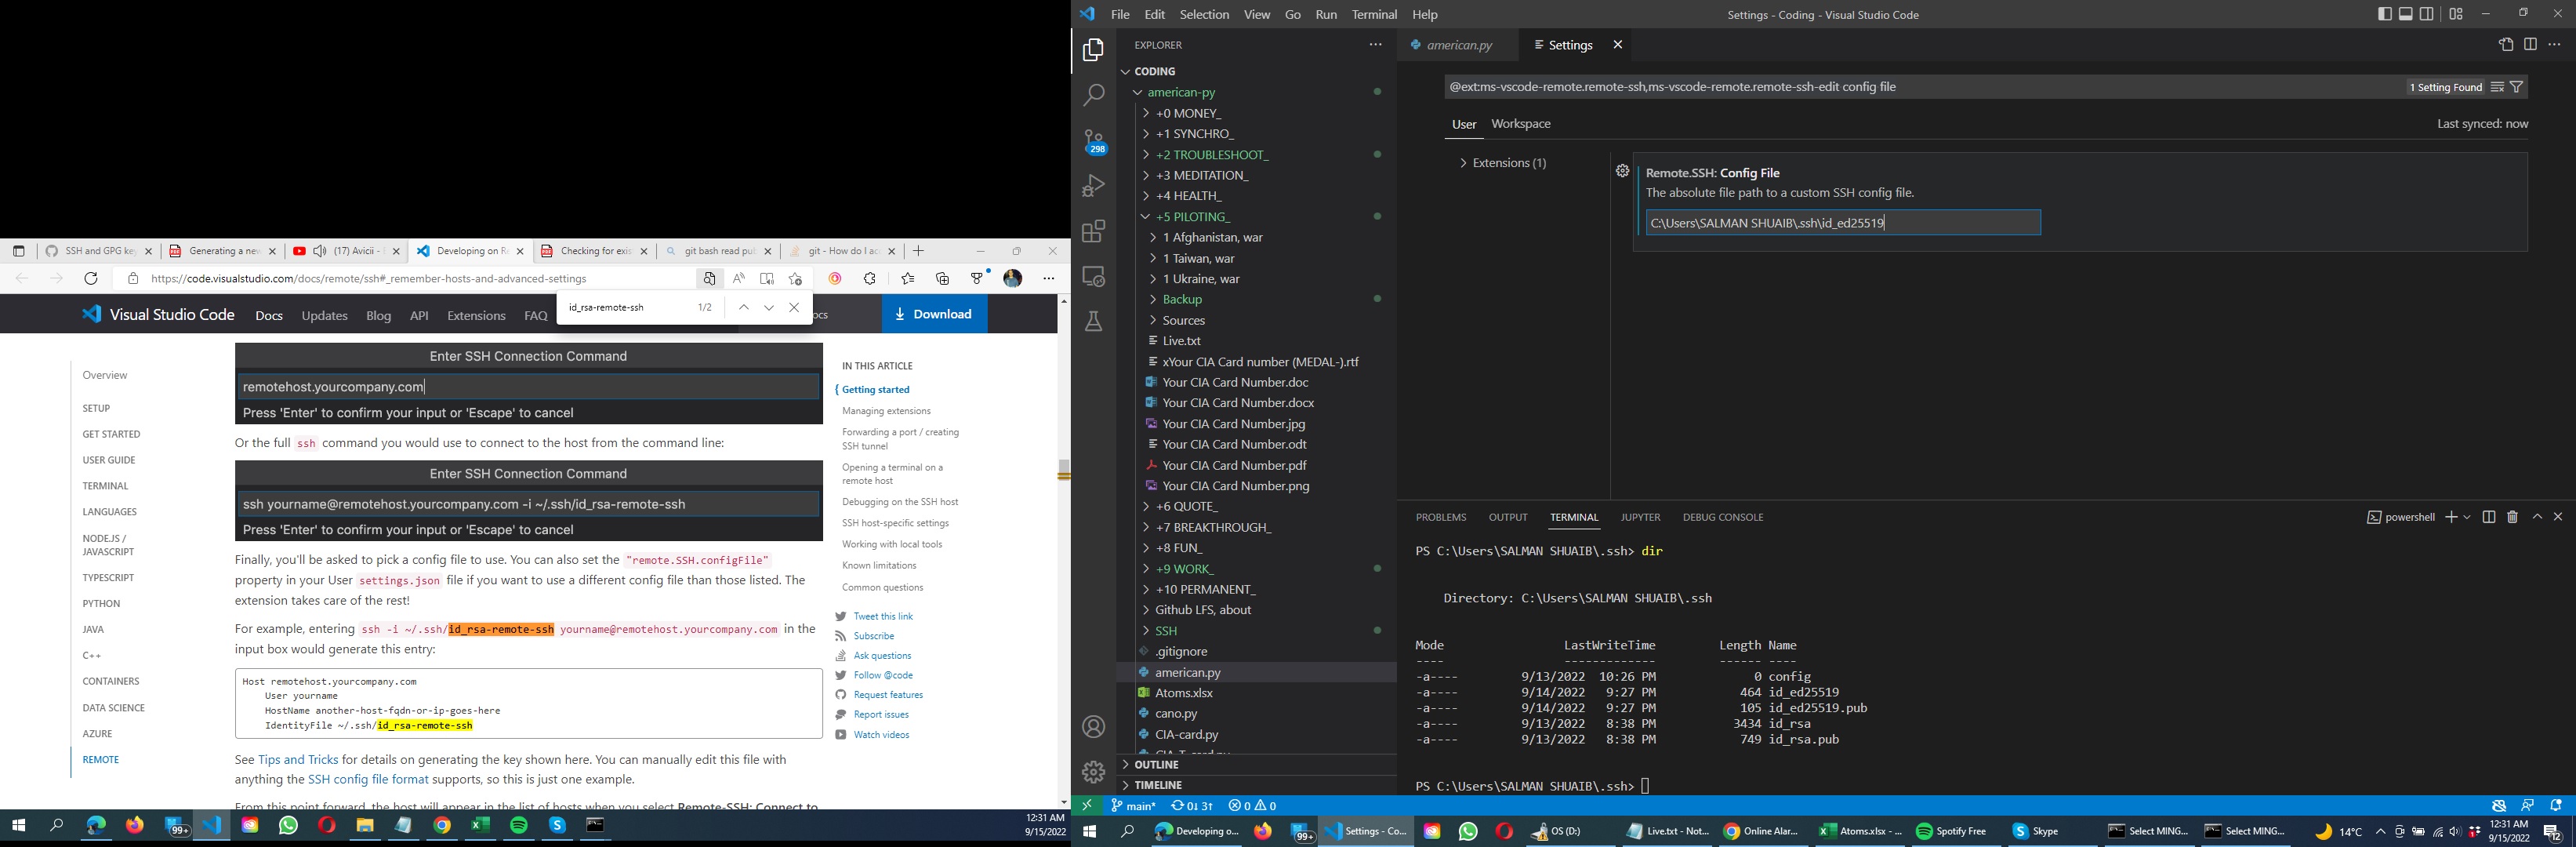 SSH and GPG key
Generating a new
(17) Avicii -
Developing on Re
Checking for exis
git bash read pub
git - How do I acc
https://code.visualstudio.com/docs/remote/ssh#_remember-hosts-and-advanced-settings
id_rsa-remote-ssh 1/2
Visual Studio Code Docs Updates Blog API Extensions FAQ ocs Download
Overview
SETUP
GET STARTED
USER GUIDE
TERMINAL
LANGUAGES
NODE.JS /
JAVASCRIPT
TYPESCRIPT
PYTHON
JAVA
C++
CONTAINERS
DATA SCIENCE
AZURE
REMOTE
Enter SSH Connection Command
remotehost.yourcompany.com
Press 'Enter' to confirm your input or 'Escape' to cancel
Or the full ssh command you would use to connect to the host from the command line:
Enter SSH Connection Command
ssh yourname@remotehost.yourcompany.com -i ~/.ssh/id_rsa-remote-ssh
Press 'Enter' to confirm your input or 'Escape' to cancel
Finally, you'll be asked to pick a config file to use. You can also set the "remote.SSH.configFile"
property in your User settings.json file if you want to use a different config file than those listed. The
extension takes care of the rest!
For example, entering ssh -i ~/.ssh/id_rsa-remote-ssh yourname@remotehost.yourcompany.com in the
input box would generate this entry:
Host remotehost.yourcompany.com
User yourname
HostName another-host-fqdn-or-ip-goes-here
IdentityFile ~/.ssh/id_rsa-remote-ssh
See Tips and Tricks for details on generating the key shown here. You can manually edit this file with
anything the SSH config file format supports, so this is just one example.
From this point forward, the host will appear in the list of hosts when you select Remote-SSH: Connect to
IN THIS ARTICLE
Getting started
Managing extensions
Forwarding a port / creating
SSH tunnel
Opening a terminal on a
remote host
Debugging on the SSH host
SSH host-specific settings
Working with local tools
Known limitations
Common questions
Tweet this link
Subscribe
Ask questions
Follow @code
Request features
Report issues
Watch videos
99+
12:31 AM
9/15/2022
File Edit Selection View Go Run Terminal Help
Settings - Coding - Visual Studio Code
298
EXPLORER
CODING
american-py
+0 MONEY_
+1 SYNCHRO_
+2 TROUBLESHOOT_
+3 MEDITATION_
+4 HEALTH_
+5 PILOTING_
1 Afghanistan, war
1 Taiwan, war
1 Ukraine, war
Backup
Sources
Live.txt
xYour CIA Card number (MEDAL-).rtf
Your CIA Card Number.doc
Your CIA Card Number.docx
Your CIA Card Number.jpg
Your CIA Card Number.odt
Your CIA Card Number.pdf
Your CIA Card Number.png
+6 QUOTE_
+7 BREAKTHROUGH_
+8 FUN_
+9 WORK_
+10 PERMANENT_
Github LFS, about
SSH
.gitignore
american.py
Atoms.xlsx
cano.py
CIA-card.py
CIA-T-card.py
OUTLINE
TIMELINE
american.py
Settings
@ext:ms-vscode-remote.remote-ssh,ms-vscode-remote.remote-ssh-edit config file
1 Setting Found
User Workspace
Last synced: now
Extensions (1)
Remote.SSH: Config File
The absolute file path to a custom SSH config file.
C:\Users\SALMAN SHUAIB\.ssh\id_ed25519
PROBLEMS OUTPUT TERMINAL JUPYTER DEBUG CONSOLE
powershell
PS C:\Users\SALMAN SHUAIB\.ssh> dir
Directory: C:\Users\SALMAN SHUAIB\.ssh
Mode LastWriteTime Length Name
---- ------------- ------ ----
-a---- 9/13/2022 10:26 PM 0 config
-a---- 9/14/2022 9:27 PM 464 id_ed25519
-a---- 9/14/2022 9:27 PM 105 id_ed25519.pub
-a---- 9/13/2022 8:38 PM 3434 id_rsa
-a---- 9/13/2022 8:38 PM 749 id_rsa.pub
PS C:\Users\SALMAN SHUAIB\.ssh>
main* 0↓ 3↑ 0 0
Developing o...
99+
Settings - Co...
OS (D:)
Live.txt - Not...
Online Alar...
Atoms.xlsx - ...
Spotify Free
Skype
Select MING...
Select MING...
14°C
12:31 AM
9/15/2022
12